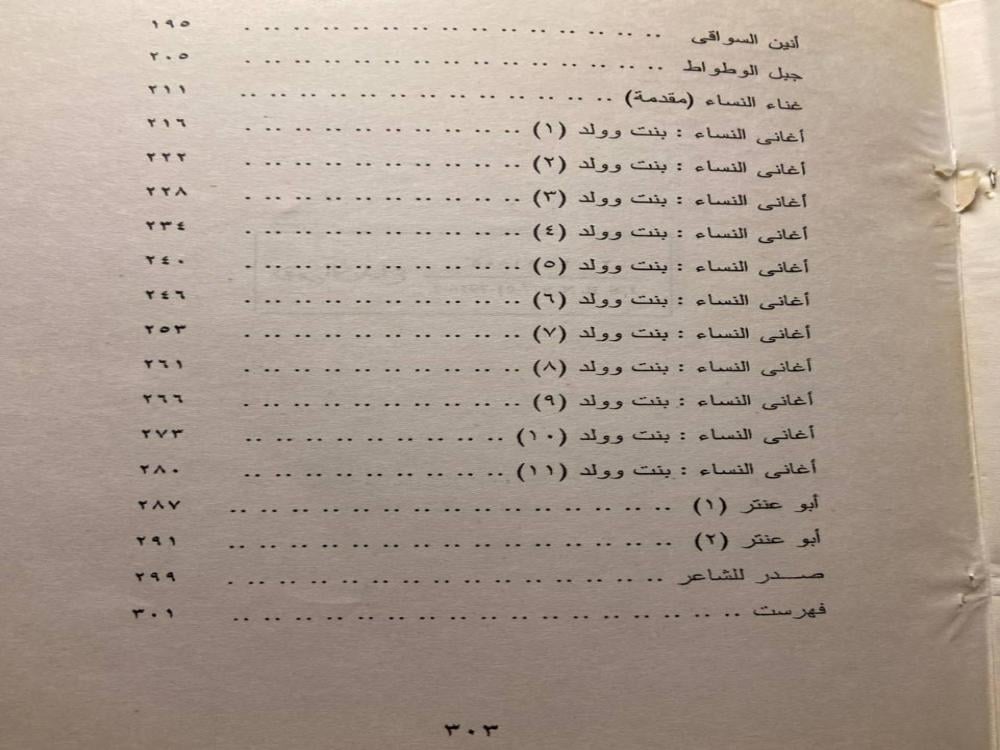 أنين السواقى .. .. .. .. .. .. .. .. .. .. .. .. .. .. . ١٩٥
جبل الوطواط .. .. .. .. .. .. .. .. .. .. .. .. .. .. . ٢٠٥
غناء النساء (مقدمة) .. .. .. .. .. .. .. .. .. .. .. .. .. ٢١١
أغانى النساء : بنت وولد (١) .. .. .. .. .. .. .. .. .. . ٢١٦
أغانى النساء : بنت وولد (٢) .. .. .. .. .. .. .. .. .. . ٢٢٢
أغانى النساء : بنت وولد (٣) .. .. .. .. .. .. .. .. .. . ٢٢٨
أغانى النساء : بنت وولد (٤) .. .. .. .. .. .. .. .. .. . ٢٣٤
أغانى النساء : بنت وولد (٥) .. .. .. .. .. .. .. .. .. . ٢٤٠
أغانى النساء : بنت وولد (٦) .. .. .. .. .. .. .. .. .. . ٢٤٦
أغانى النساء : بنت وولد (٧) .. .. .. .. .. .. .. .. .. . ٢٥٣
أغانى النساء : بنت وولد (٨) .. .. .. .. .. .. .. .. .. . ٢٦١
أغانى النساء : بنت وولد (٩) .. .. .. .. .. .. .. .. .. . ٢٦٦
أغانى النساء : بنت وولد (١٠) .. .. .. .. .. .. .. .. .. ٢٧٣
أغانى النساء : بنت وولد (١١) .. .. .. .. .. .. .. .. .. ٢٨٠
أبو عنتر (١) .. .. .. .. .. .. .. .. .. .. .. .. .. .. .. ٢٨٧
أبو عنتر (٢) .. .. .. .. .. .. .. .. .. .. .. .. .. .. .. ٢٩١
صـــدر للشاعر .. .. .. .. .. .. .. .. .. .. .. .. .. .. . ٢٩٩
فهرست .. .. .. .. .. .. .. .. .. .. .. .. .. .. .. .. .. ٣٠١
٣٠٣